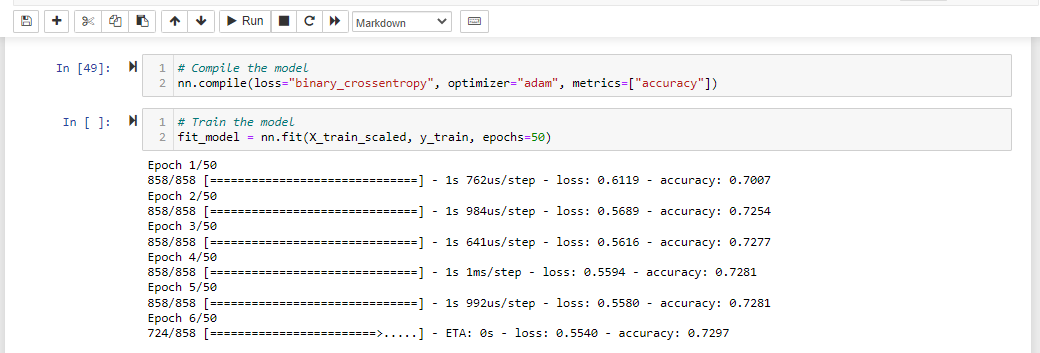 Run
Markdown
In [49]:
1 # Compile the model
2 nn.compile(loss="binary_crossentropy", optimizer="adam", metrics=["accuracy"])
In [ ]:
1 # Train the model
2 fit_model = nn.fit(X_train_scaled, y_train, epochs=50)
Epoch 1/50
858/858 [==============================] - 1s 762us/step - loss: 0.6119 - accuracy: 0.7007
Epoch 2/50
858/858 [==============================] - 1s 984us/step - loss: 0.5689 - accuracy: 0.7254
Epoch 3/50
858/858 [==============================] - 1s 641us/step - loss: 0.5616 - accuracy: 0.7277
Epoch 4/50
858/858 [==============================] - 1s 1ms/step - loss: 0.5594 - accuracy: 0.7281
Epoch 5/50
858/858 [==============================] - 1s 992us/step - loss: 0.5580 - accuracy: 0.7281
Epoch 6/50
724/858 [========================>.....] - ETA: 0s - loss: 0.5540 - accuracy: 0.7297